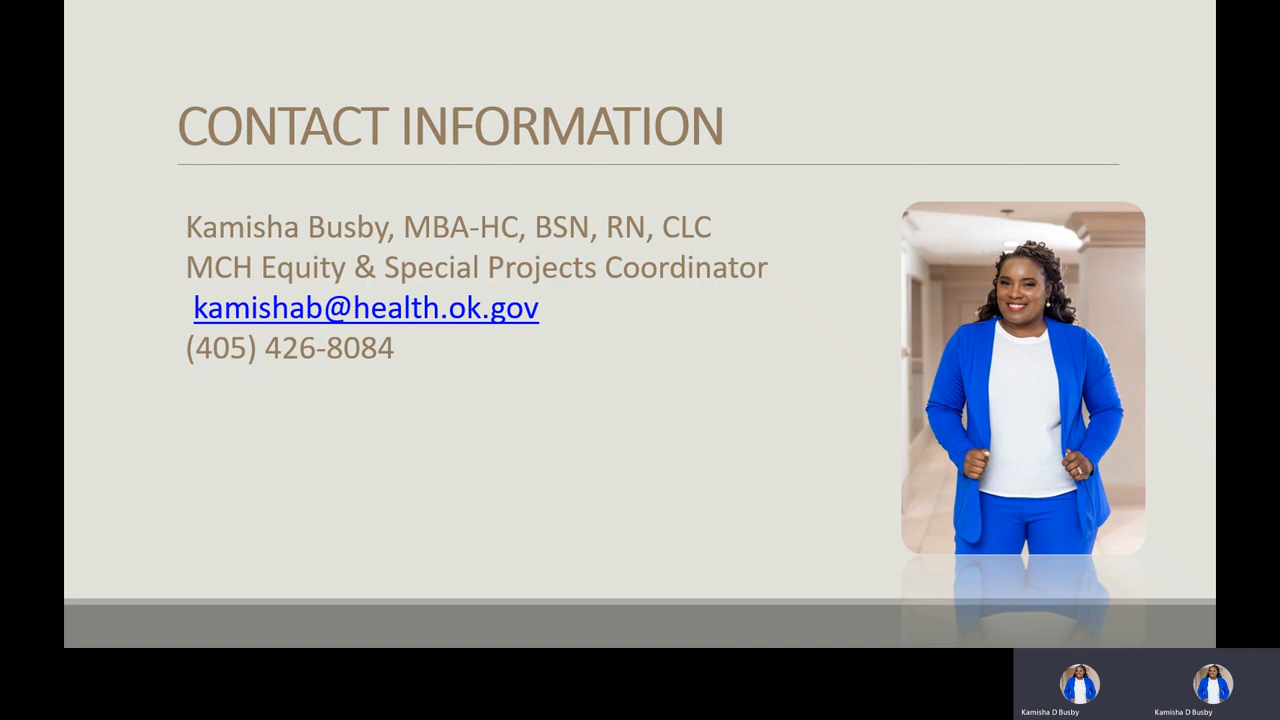 CONTACT INFORMATION
Kamisha Busby, MBA-HC, BSN, RN, CLC
MCH Equity & Special Projects Coordinator
kamishab@health.ok.gov
(405) 426-8084
Kamisha D Busby
Kamisha D Busby